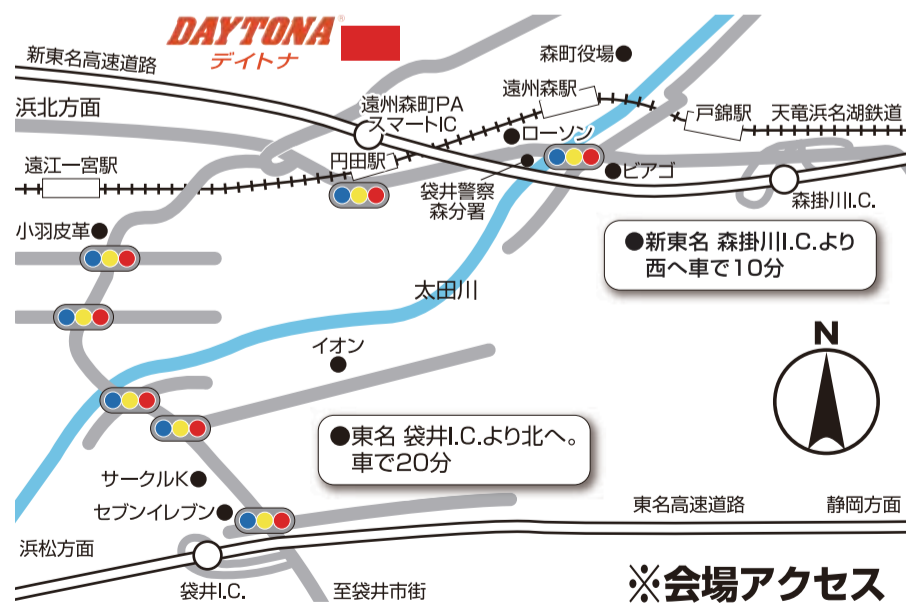 DAYTONA®
デイトナ
新東名高速道路
森町役場
浜北方面
遠州森町PA
スマートIC
遠州森駅
戸綿駅
天竜浜名湖鉄道
ローソン
遠江一宮駅
円田駅
袋井警察
森分署
ピアゴ
森掛川I.C.
小羽皮革
●新東名 森掛川I.C.より
西へ車で10分
太田川
イオン
N
●東名 袋井I.C.より北へ。
車で20分
サークルK
セブンイレブン
東名高速道路
静岡方面
浜松方面
袋井I.C.
至袋井市街
※会場アクセス